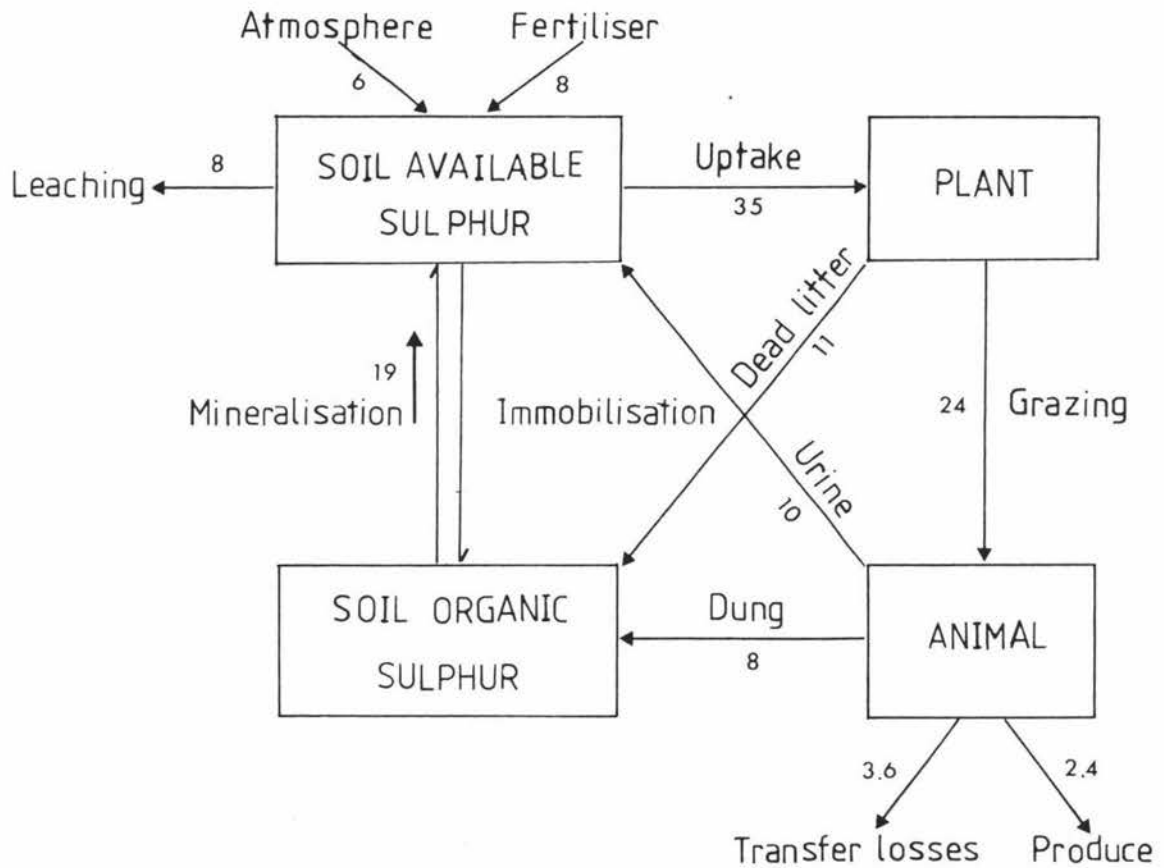 Atmosphere Fertiliser
6 8
8
Leaching
SOIL AVAILABLE
SULPHUR
Uptake
35
PLANT
Dead litter
11
19
Mineralisation
Immobilisation
24
Grazing
Urine
10
SOIL ORGANIC
SULPHUR
Dung
8
ANIMAL
3.6 2.4
Transfer losses Produce